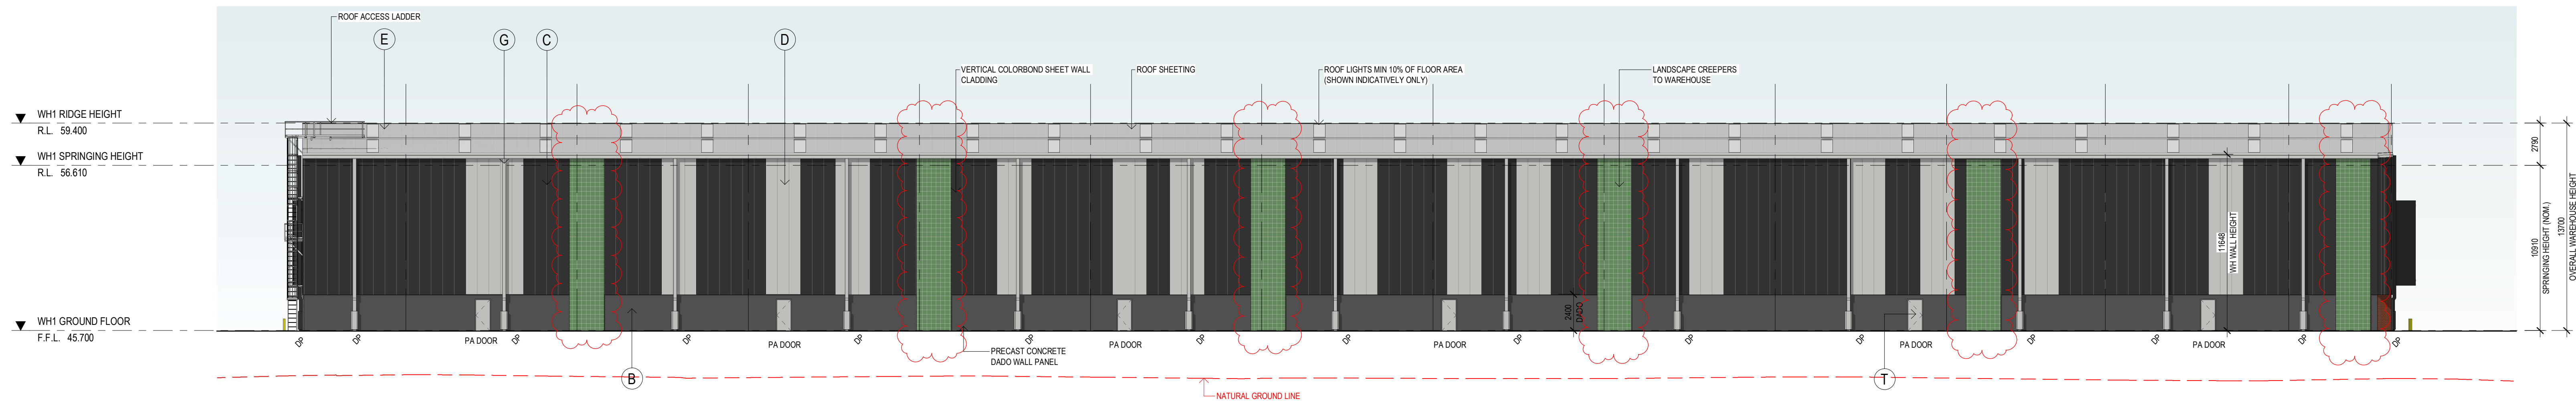 ROOF ACCESS LADDER
E
G
C
D
VERTICAL COLORBOND SHEET WALL
CLADDING
ROOF SHEETING
ROOF LIGHTS MIN 10% OF FLOOR AREA
(SHOWN INDICATIVELY ONLY)
LANDSCAPE CREEPERS
TO WAREHOUSE
WH1 RIDGE HEIGHT
R.L. 59.400
WH1 SPRINGING HEIGHT
R.L. 56.610
WH1 GROUND FLOOR
F.F.L. 45.700
2790
10910
SPRINGING HEIGHT (NOM.)
13700
OVERALL WAREHOUSE HEIGHT
11648
WH WALL HEIGHT
2400
DADO
DP
DP
PA DOOR
DP
DP
PA DOOR
DP
DP
PA DOOR
DP
DP
PA DOOR
DP
DP
DP
PA DOOR
DP
DP
PA DOOR
DP
DP
PRECAST CONCRETE
DADO WALL PANEL
B
T
NATURAL GROUND LINE